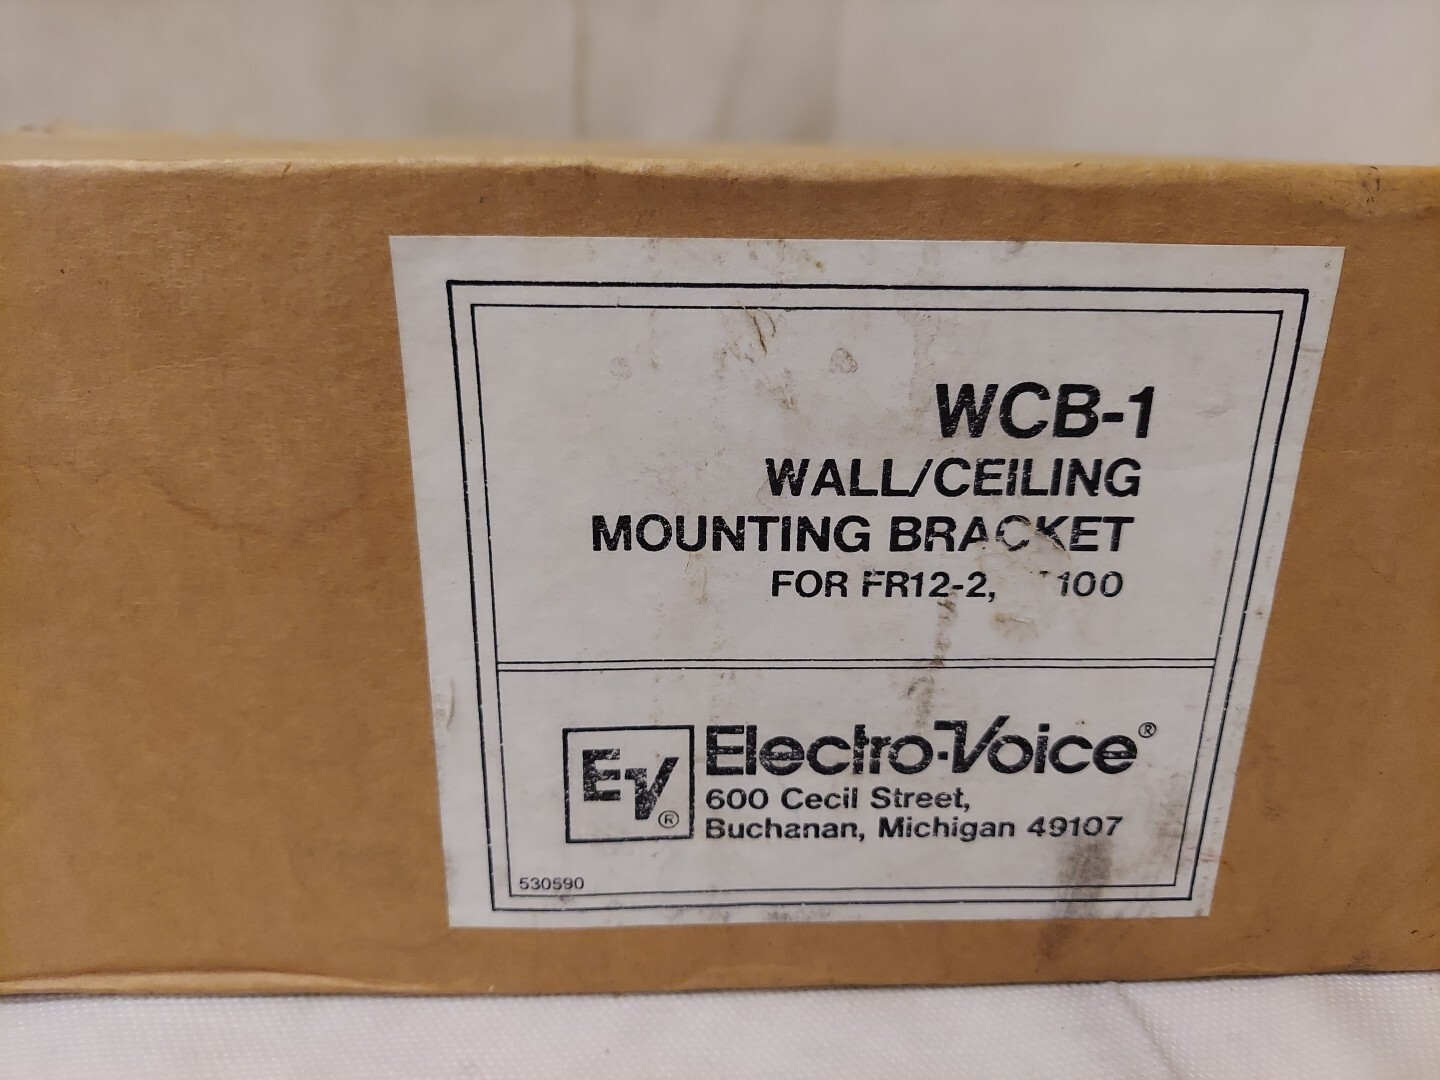 WCB-1
WALL/CEILING
MOUNTING BRACKET
FOR FR12-2, 100
EV®
Electro-Voice®
600 Cecil Street,
Buchanan, Michigan 49107
530590